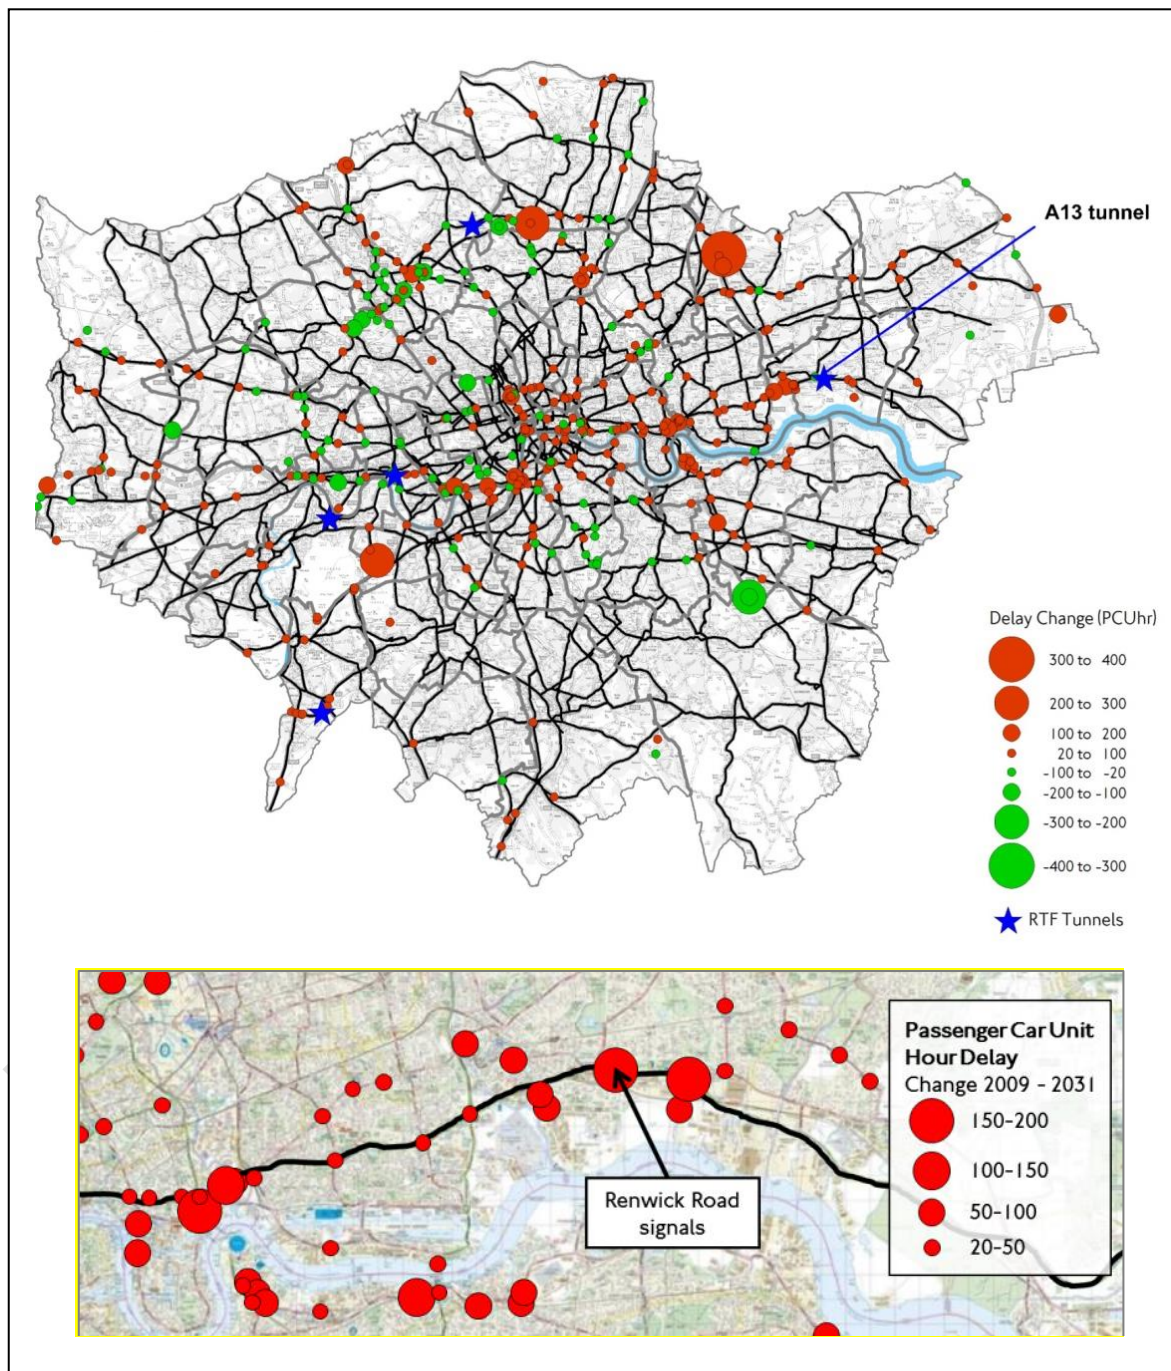 A13 tunnel
Delay Change (PCUhr)
300 to 400
200 to 300
100 to 200
20 to 100
-100 to -20
-200 to -100
-300 to -200
-400 to -300
RTF Tunnels
Passenger Car Unit
Hour Delay
Change 2009 - 2031
150-200
100-150
50-100
20-50
Renwick Road
signals